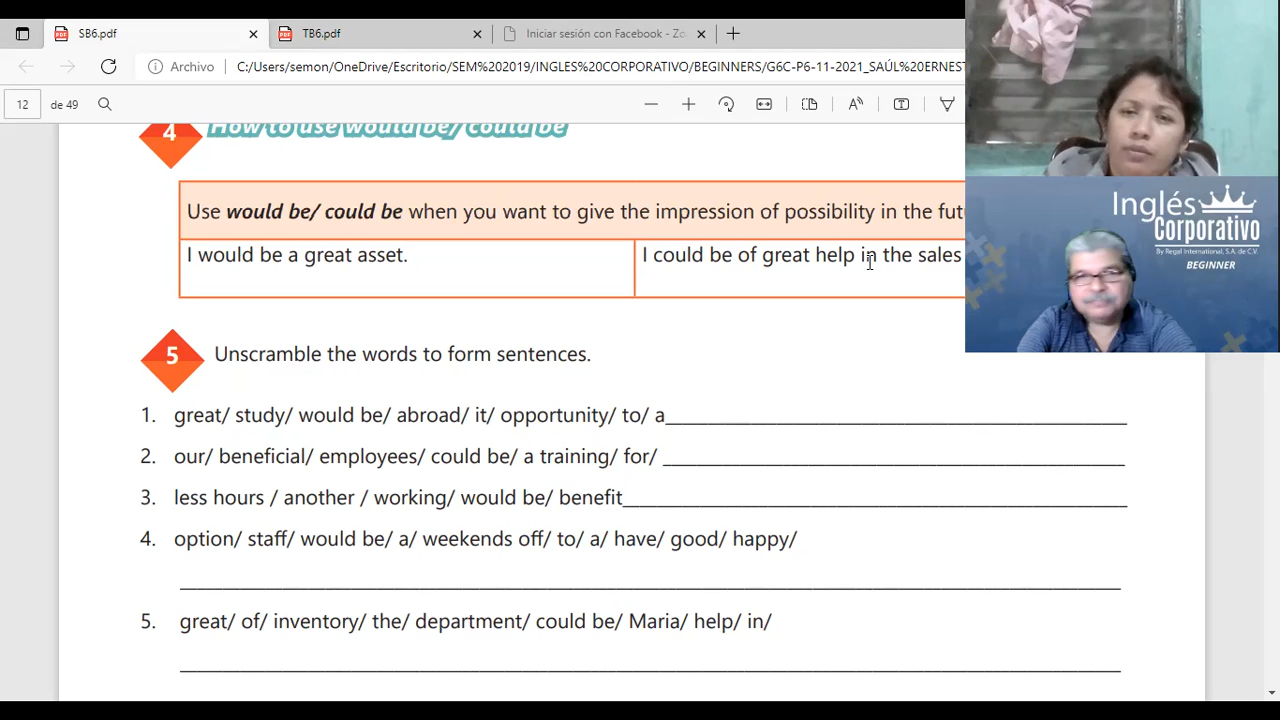 SB6.pdf
TB6.pdf
Iniciar sesión con Facebook - Zo
Archivo
C:/Users/semon/OneDrive/Escritorio/SEM%202019/INGLES%20CORPORATIVO/BEGINNERS/G6C-P6-11-2021_SAÚL%20ERNEST
12 de 49
4 How to use would be/ could be
Use would be/ could be when you want to give the impression of possibility in the
I would be a great asset.
I could be of great help in the sales
Inglés
Corporativo
By Regal International, S.A. de C.V.
BEGINNER
5 Unscramble the words to form sentences.
1. great/ study/ would be/ abroad/ it/ opportunity/ to/ a
2. our/ beneficial/ employees/ could be/ a training/ for/
3. less hours / another / working/ would be/ benefit
4. option/ staff/ would be/ a/ weekends off/ to/ a/ have/ good/ happy/
5. great/ of/ inventory/ the/ department/ could be/ Maria/ help/ in/